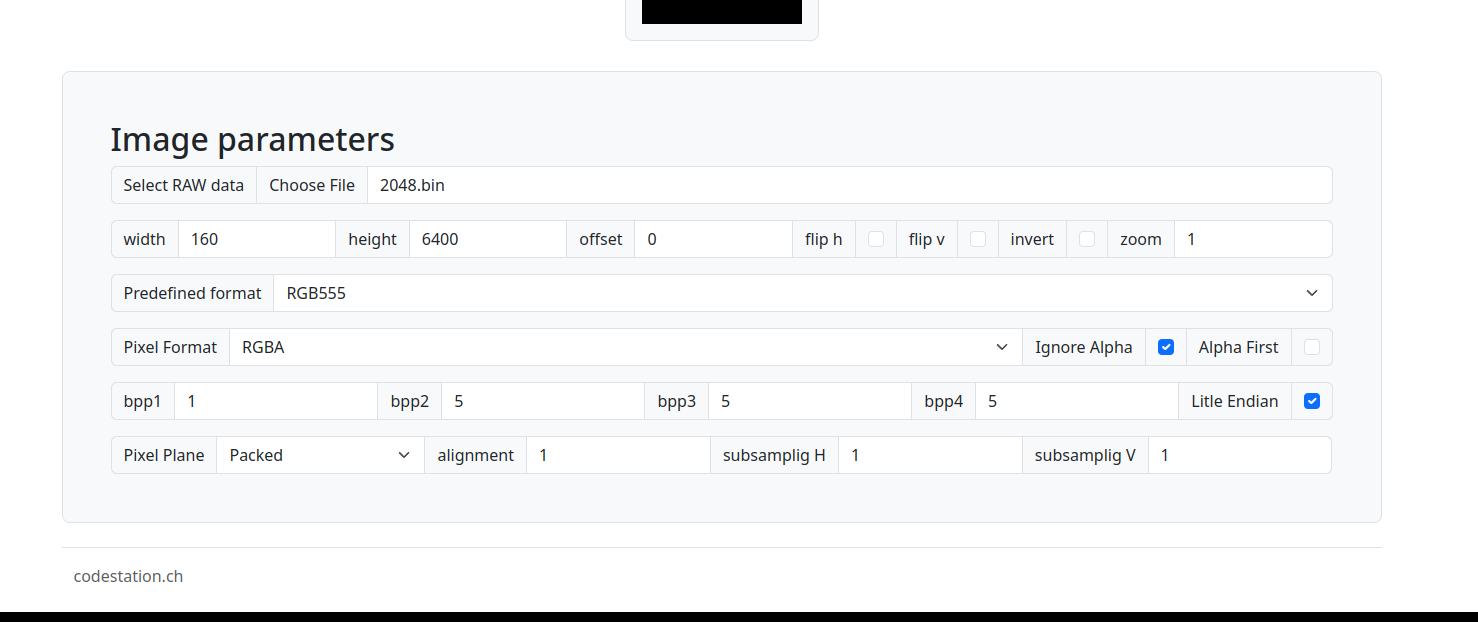 Image parameters
Select RAW data Choose File 2048.bin
width 160 height 6400 offset 0 flip h flip v invert zoom 1
Predefined format RGB555
Pixel Format RGBA Ignore Alpha Alpha First
bpp1 1 bpp2 5 bpp3 5 bpp4 5 Litle Endian
Pixel Plane Packed alignment 1 subsamplig H 1 subsamplig V 1
codestation.ch